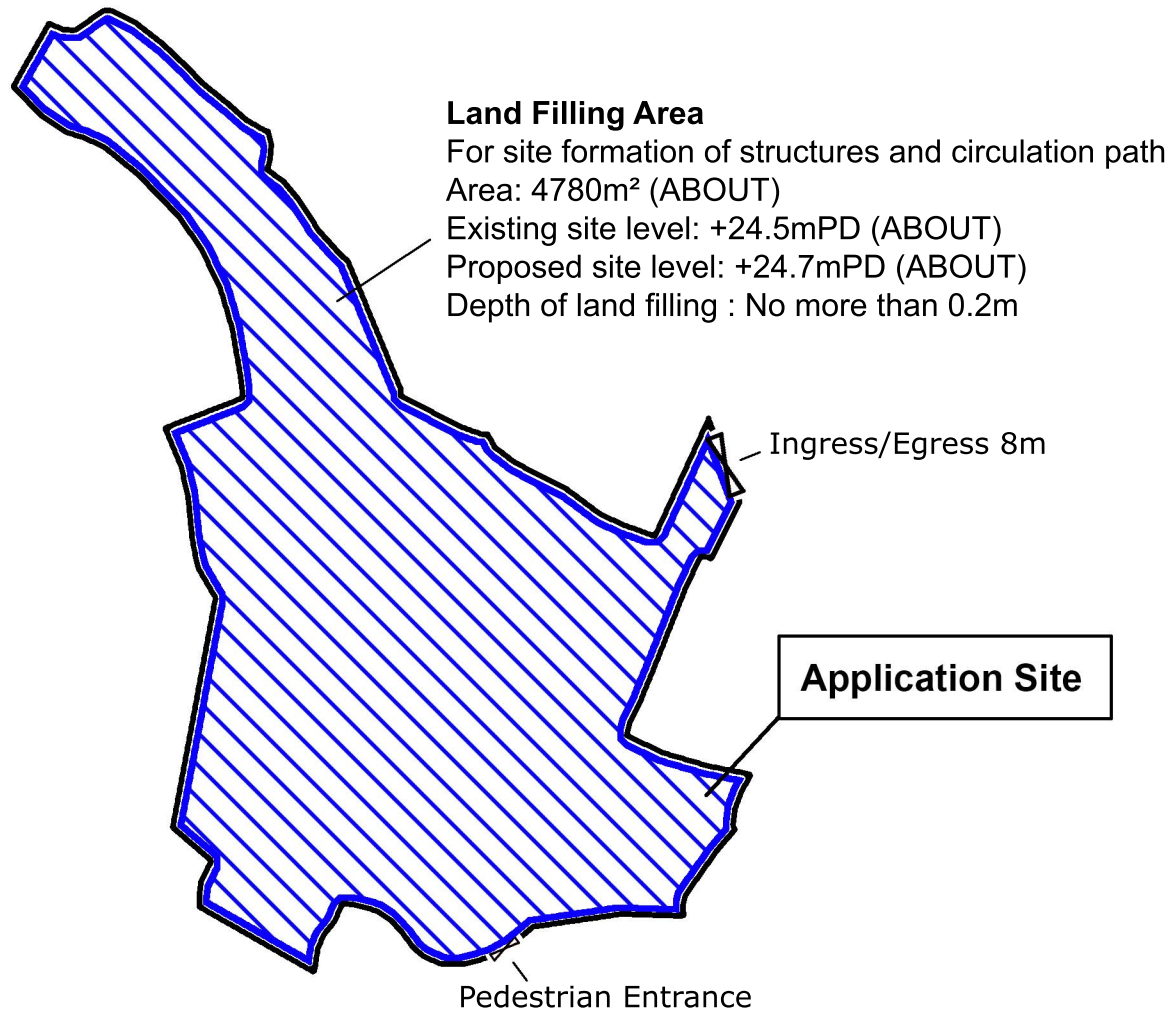 Land Filling Area
For site formation of structures and circulation path
Area: 4780m² (ABOUT)
Existing site level: +24.5mPD (ABOUT)
Proposed site level: +24.7mPD (ABOUT)
Depth of land filling : No more than 0.2m
Ingress/Egress 8m
Application Site
Pedestrian Entrance